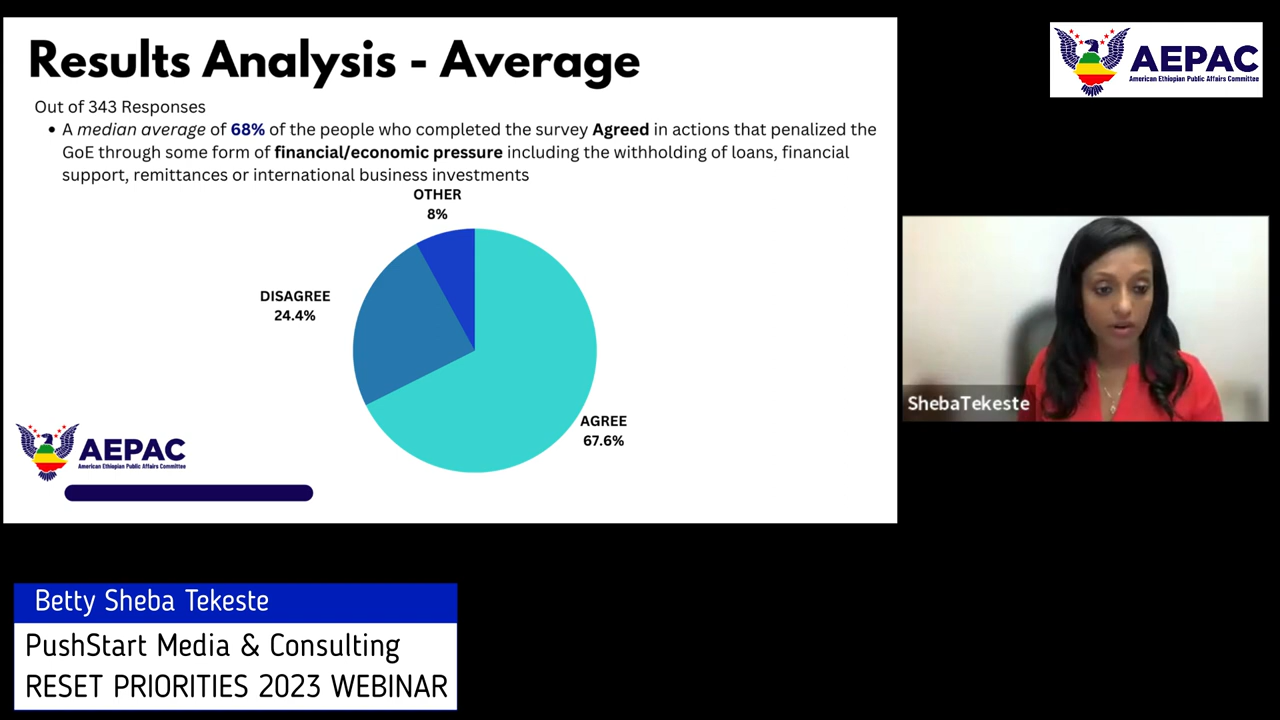 Results Analysis - Average
Out of 343 Responses
• A median average of 68% of the people who completed the survey Agreed in actions that penalized the
GoE through some form of financial/economic pressure including the withholding of loans, financial
support, remittances or international business investments
OTHER
8%
DISAGREE
24.4%
AGREE
67.6%
AEPAC
American Ethiopian Public Affairs Committee
AEPAC
American Ethiopian Public Affairs Committee
ShebaTekeste
Betty Sheba Tekeste
PushStart Media & Consulting
RESET PRIORITIES 2023 WEBINAR